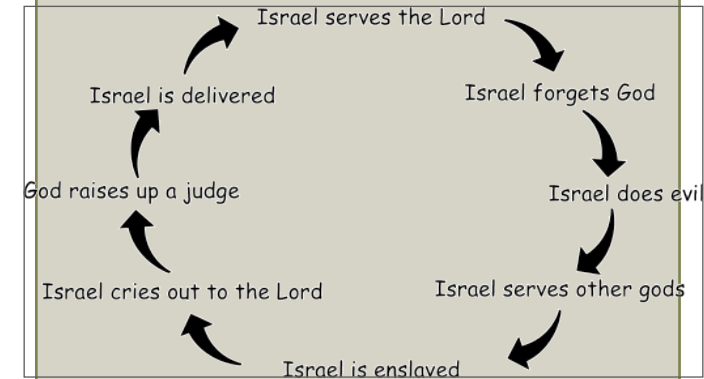 Israel serves the Lord
Israel forgets God
Israel does evil
Israel serves other gods
Israel is enslaved
Israel cries out to the Lord
God raises up a judge
Israel is delivered